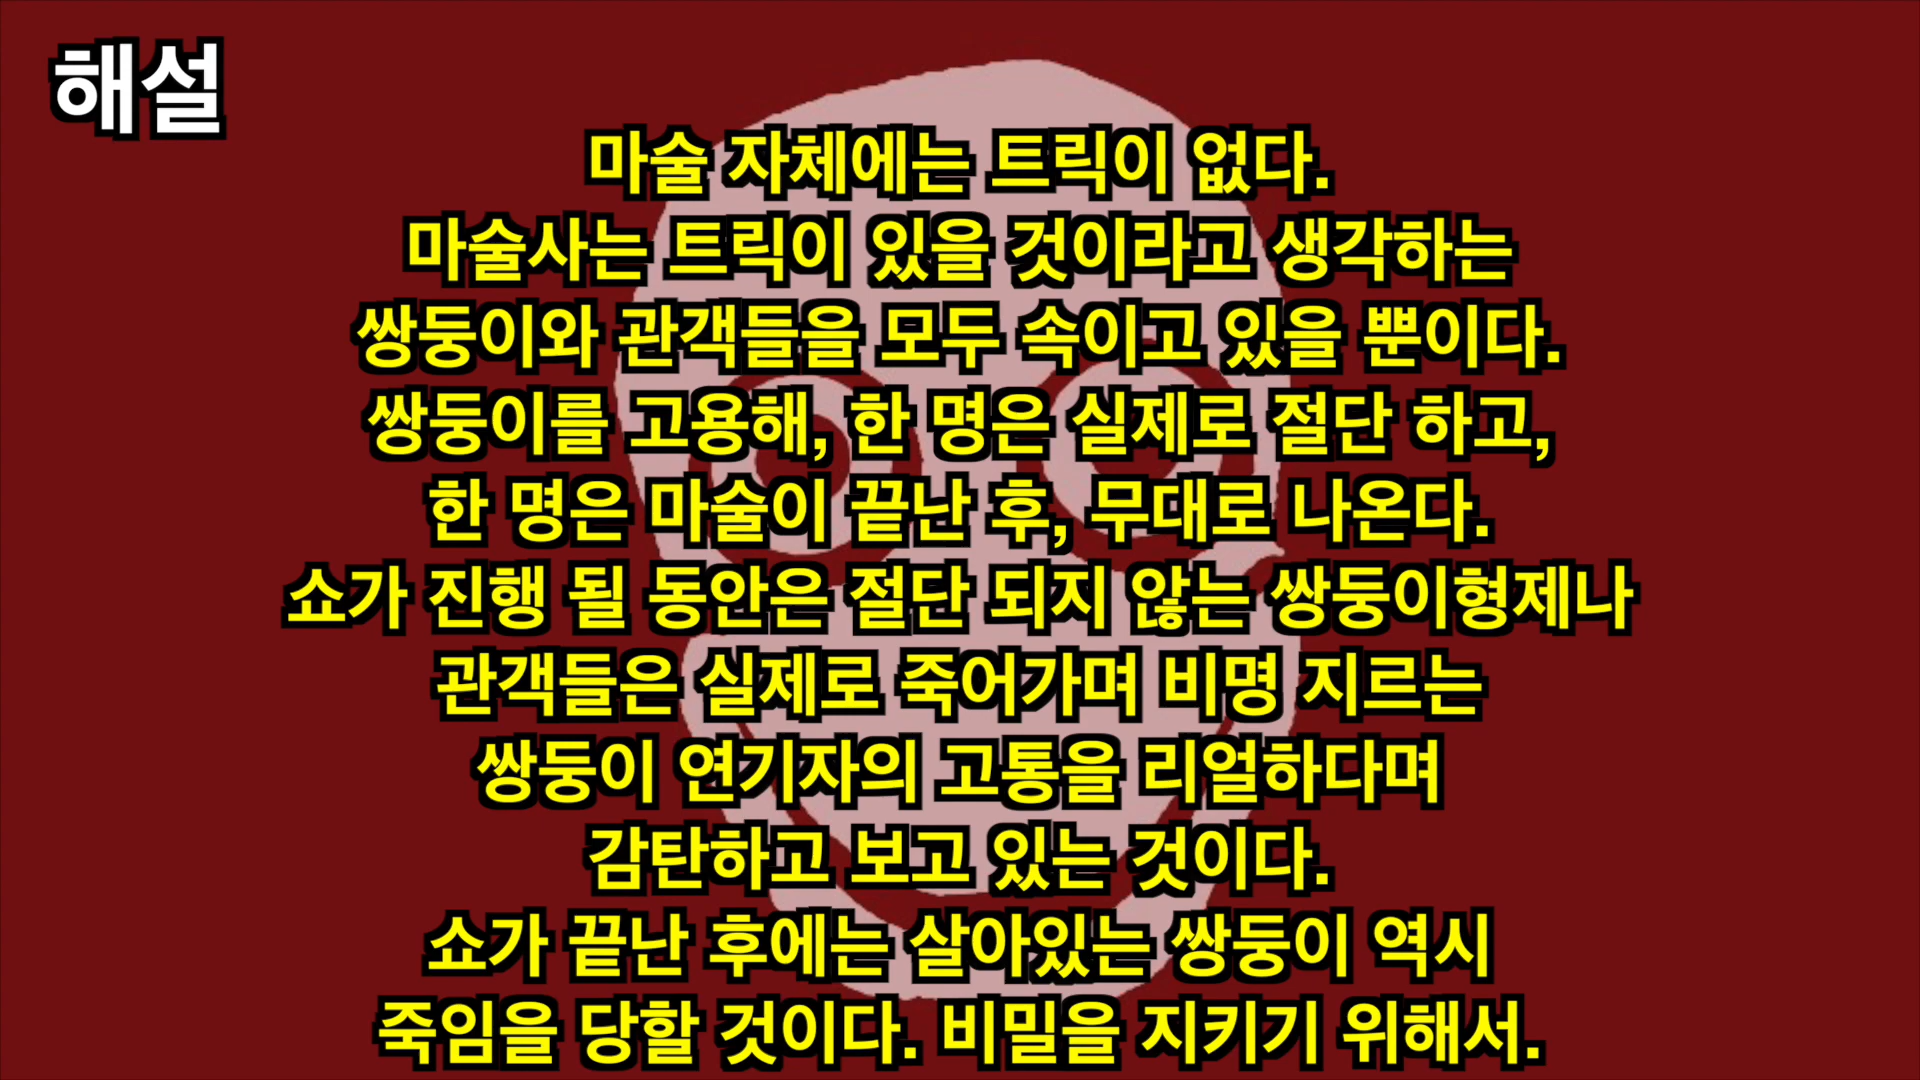 해설
마술 자체에는 트릭이 없다.
마술사는 트릭이 있을 것이라고 생각하는
쌍둥이와 관객들을 모두 속이고 있을 뿐이다.
쌍둥이를 고용해, 한 명은 실제로 절단 하고,
한 명은 마술이 끝난 후, 무대로 나온다.
쇼가 진행 될 동안은 절단 되지 않는 쌍둥이형제나
관객들은 실제로 죽어가며 비명 지르는
쌍둥이 연기자의 고통을 리얼하다며
감탄하고 보고 있는 것이다.
쇼가 끝난 후에는 살아있는 쌍둥이 역시
죽임을 당할 것이다. 비밀을 지키기 위해서.